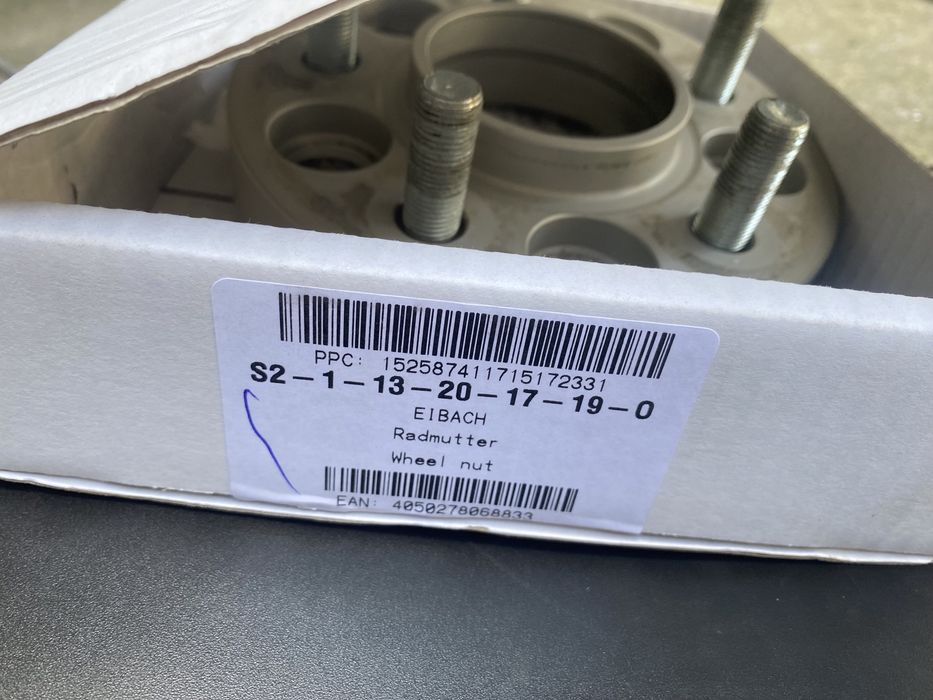 PPC: 152587411715172331
S2-1-13-20-17-19-0
EIBACH
Radmutter
Wheel nut
EAN: 4050278068833